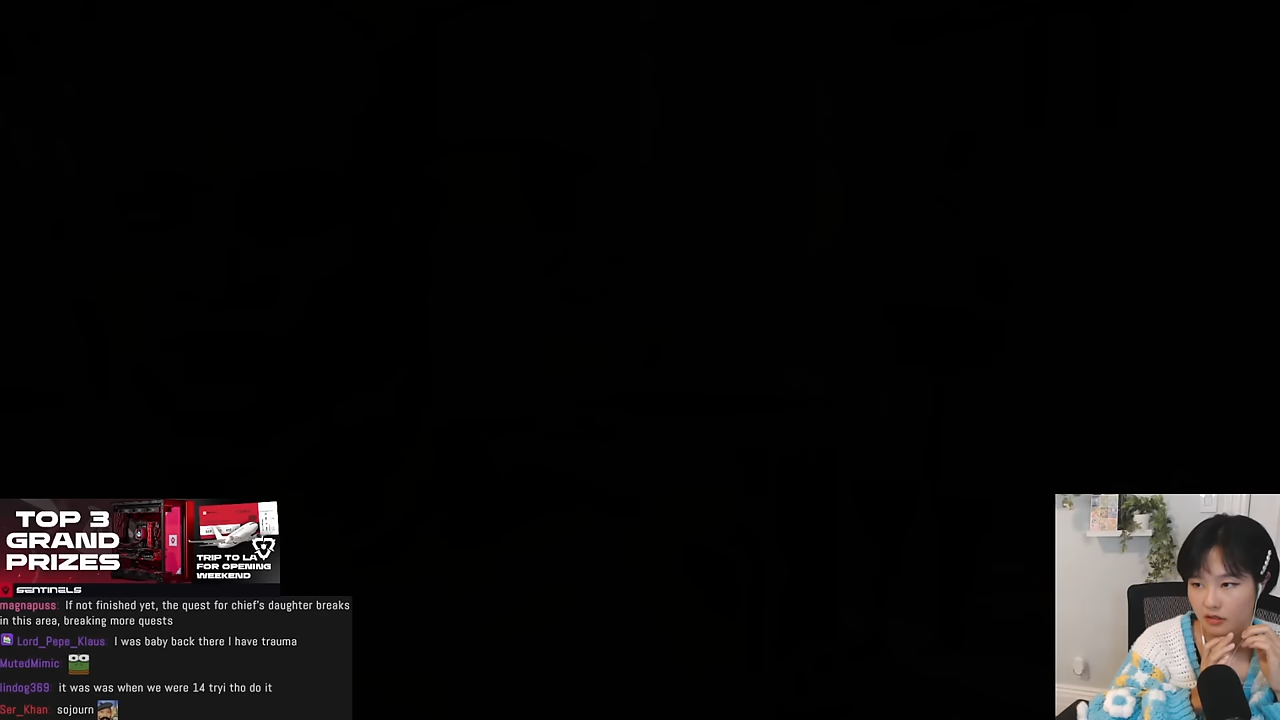 TOP 3
GRAND
PRIZES
TRIP TO LA
FOR OPENING
WEEKEND
SENTINELS
magnapuss: If not finished yet, the quest for chief's daughter breaks
in this area, breaking more quests
Lord_Pepe_Klaus: I was baby back there I have trauma
MutedMimic:
lindog369: it was was when we were 14 tryi tho do it
Ser_Khan: sojourn